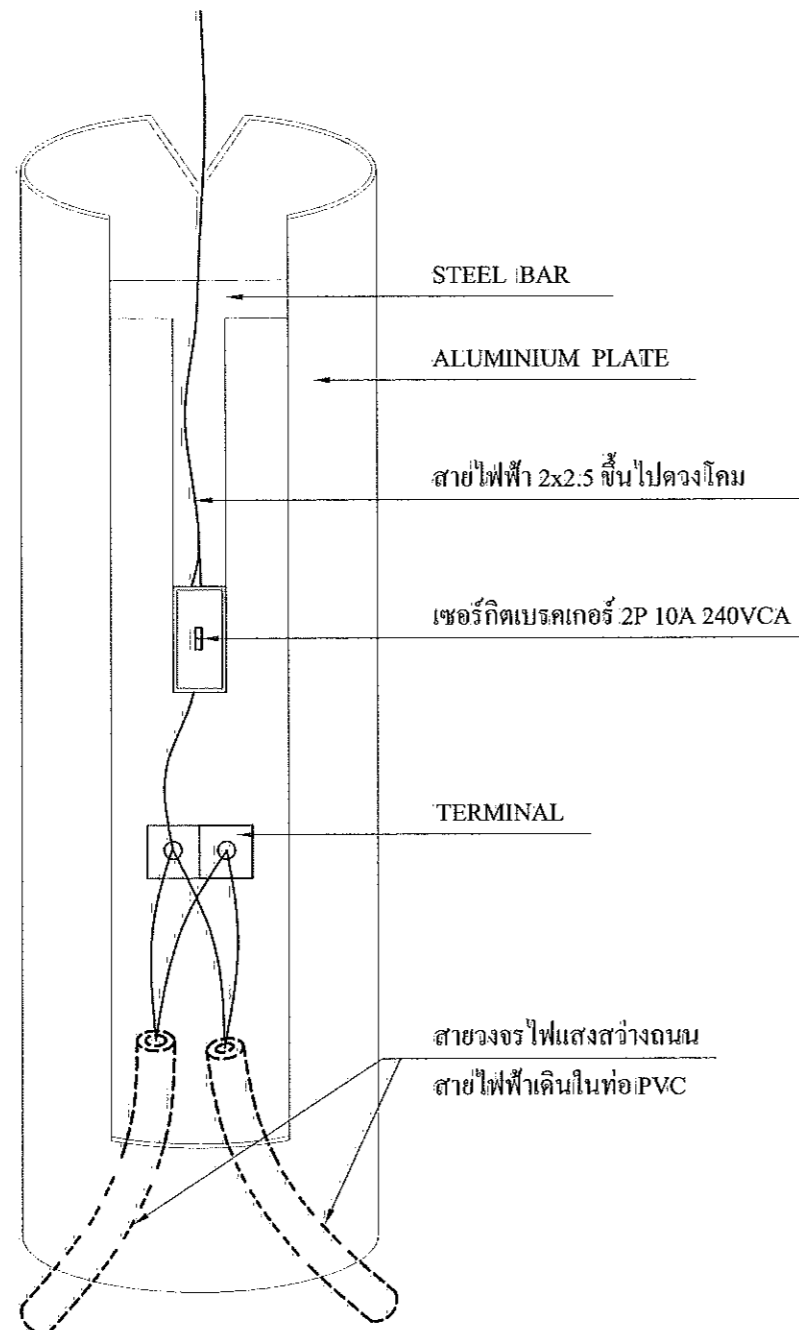 STEEL BAR
ALUMINIUM PLATE
สายไฟฟ้า 2x2.5 ขึ้นไปดวงโคม
เซอร์กิตเบรคเกอร์ 2P 10A 240VCA
TERMINAL
สายวงจรไฟแสงสว่างถนน
สายไฟฟ้าเดินในท่อ PVC